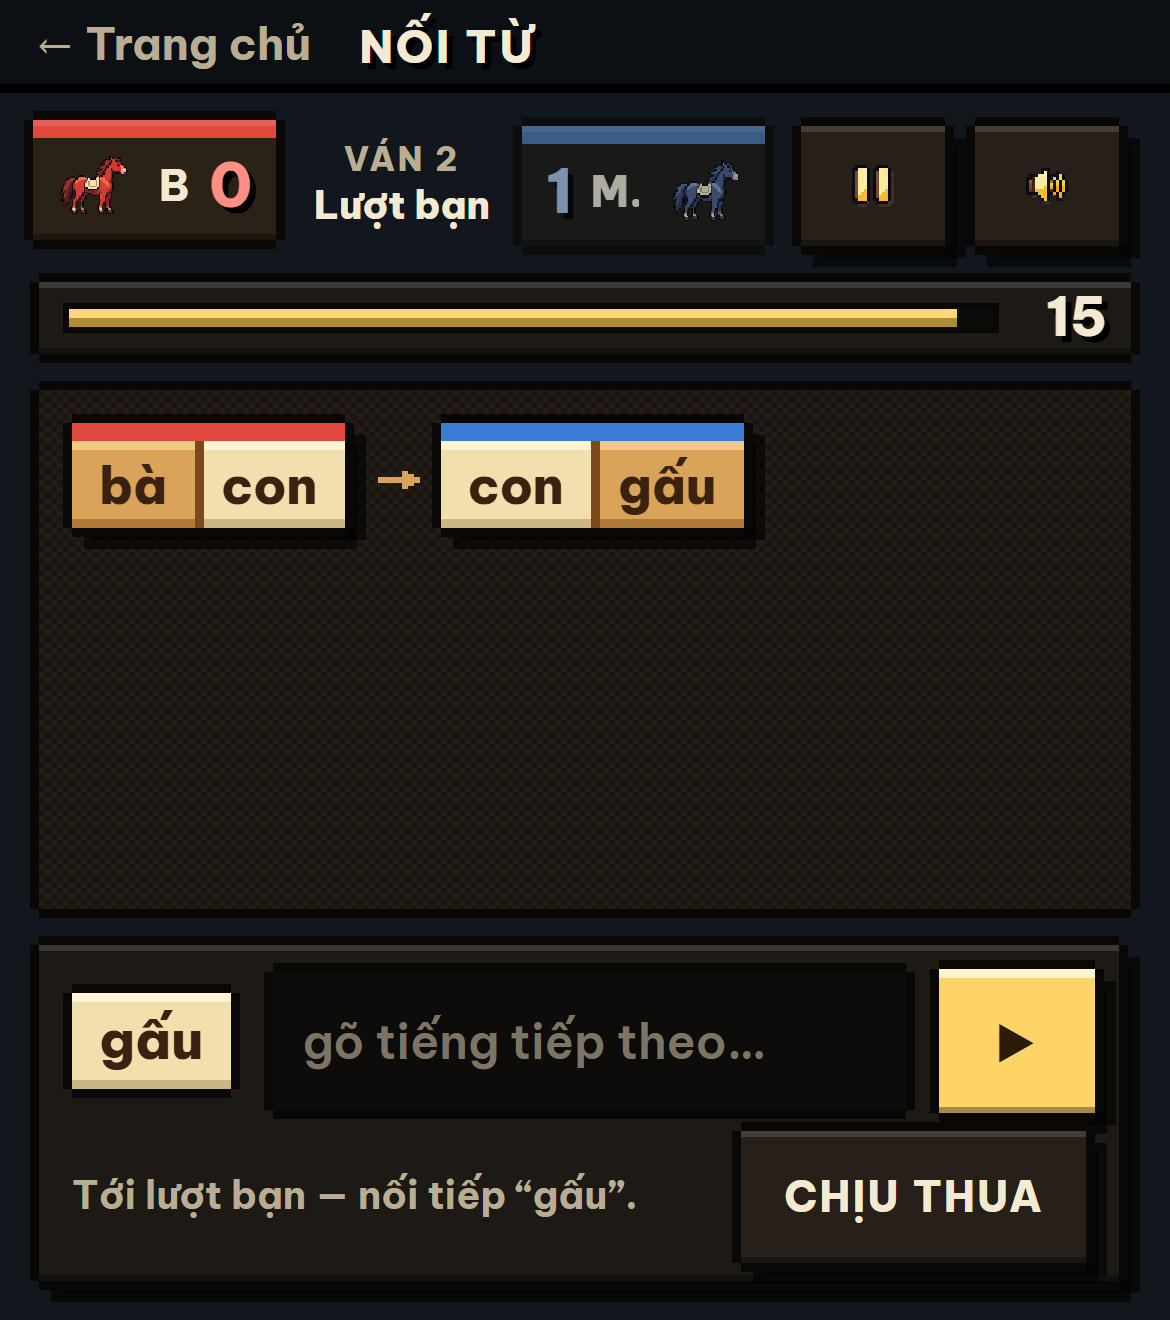 ← Trang chủ NỐI TỪ
B 0
VÁN 2
Lượt bạn
1 M.
15
bà con → con gấu
gấu gõ tiếng tiếp theo...
Tới lượt bạn — nối tiếp “gấu”.
CHỊU THUA